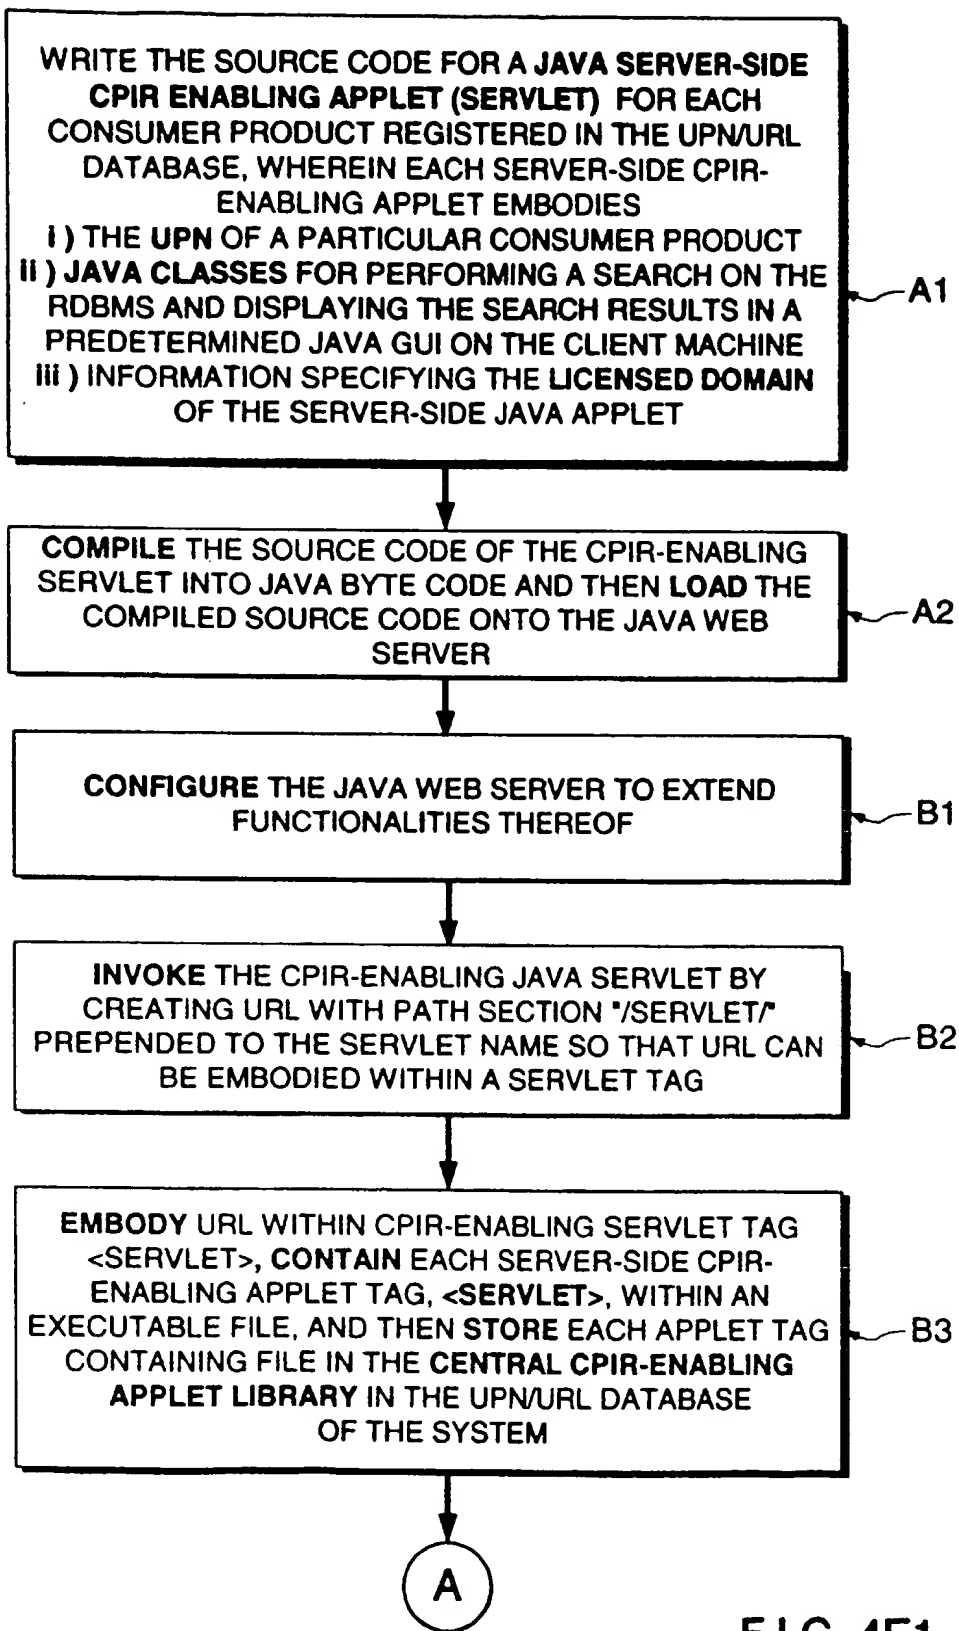 WRITE THE SOURCE CODE FOR A JAVA SERVER-SIDE
CPIR ENABLING APPLET (SERVLET) FOR EACH
CONSUMER PRODUCT REGISTERED IN THE UPN/URL
DATABASE, WHEREIN EACH SERVER-SIDE CPIR-
ENABLING APPLET EMBODIES
i ) THE UPN OF A PARTICULAR CONSUMER PRODUCT
ii ) JAVA CLASSES FOR PERFORMING A SEARCH ON THE
RDBMS AND DISPLAYING THE SEARCH RESULTS IN A
PREDETERMINED JAVA GUI ON THE CLIENT MACHINE
iii ) INFORMATION SPECIFYING THE LICENSED DOMAIN
OF THE SERVER-SIDE JAVA APPLET
A1
COMPILE THE SOURCE CODE OF THE CPIR-ENABLING
SERVLET INTO JAVA BYTE CODE AND THEN LOAD THE
COMPILED SOURCE CODE ONTO THE JAVA WEB
SERVER
A2
CONFIGURE THE JAVA WEB SERVER TO EXTEND
FUNCTIONALITIES THEREOF
B1
INVOKE THE CPIR-ENABLING JAVA SERVLET BY
CREATING URL WITH PATH SECTION "/SERVLET/"
PREPENDED TO THE SERVLET NAME SO THAT URL CAN
BE EMBODIED WITHIN A SERVLET TAG
B2
EMBODY URL WITHIN CPIR-ENABLING SERVLET TAG
<SERVLET>, CONTAIN EACH SERVER-SIDE CPIR-
ENABLING APPLET TAG, <SERVLET>, WITHIN AN
EXECUTABLE FILE, AND THEN STORE EACH APPLET TAG
CONTAINING FILE IN THE CENTRAL CPIR-ENABLING
APPLET LIBRARY IN THE UPN/URL DATABASE
OF THE SYSTEM
B3
A
FIG. 4E1